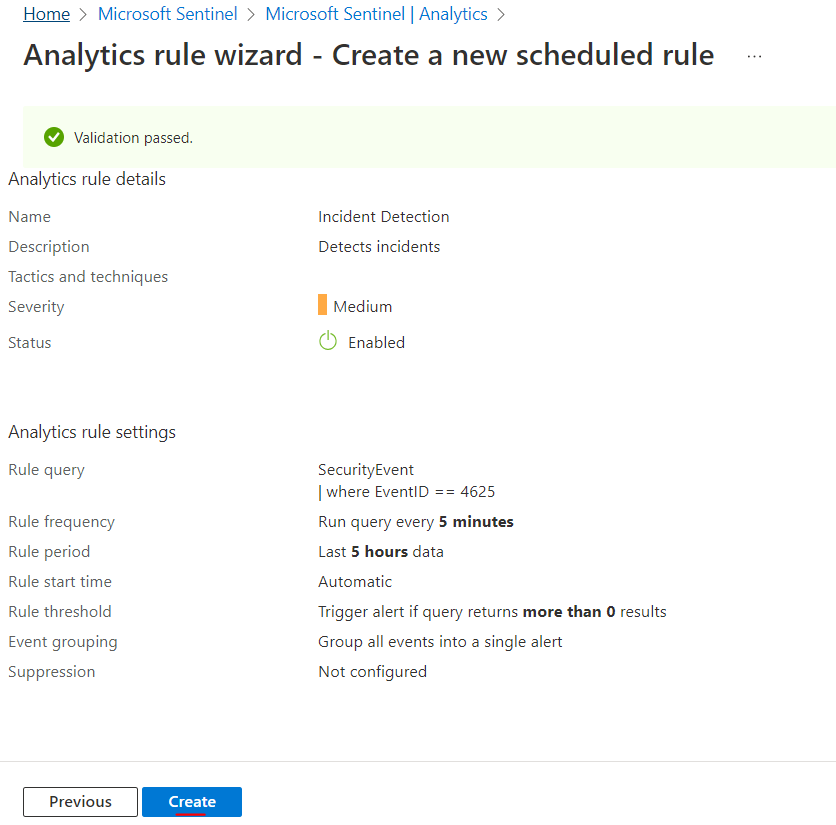 Home > Microsoft Sentinel > Microsoft Sentinel | Analytics >
Analytics rule wizard - Create a new scheduled rule ...
Validation passed.
Analytics rule details
Name Incident Detection
Description Detects incidents
Tactics and techniques
Severity Medium
Status Enabled
Analytics rule settings
Rule query SecurityEvent
| where EventID == 4625
Rule frequency Run query every 5 minutes
Rule period Last 5 hours data
Rule start time Automatic
Rule threshold Trigger alert if query returns more than 0 results
Event grouping Group all events into a single alert
Suppression Not configured
Previous Create